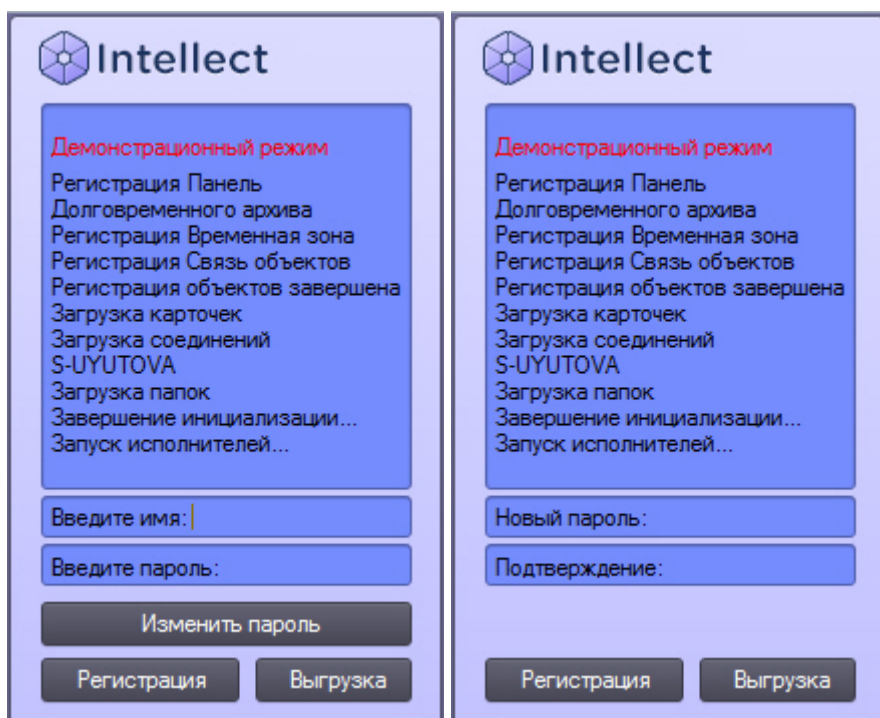 Intellect
Демонстрационный режим
Регистрация Панель
Долговременного архива
Регистрация Временная зона
Регистрация Связь объектов
Регистрация объектов завершена
Загрузка карточек
Загрузка соединений
S-UYUTOVA
Загрузка папок
Завершение инициализации...
Запуск исполнителей...
Введите имя:
Введите пароль:
Изменить пароль
Регистрация
Выгрузка
Intellect
Демонстрационный режим
Регистрация Панель
Долговременного архива
Регистрация Временная зона
Регистрация Связь объектов
Регистрация объектов завершена
Загрузка карточек
Загрузка соединений
S-UYUTOVA
Загрузка папок
Завершение инициализации...
Запуск исполнителей...
Новый пароль:
Подтверждение:
Регистрация
Выгрузка